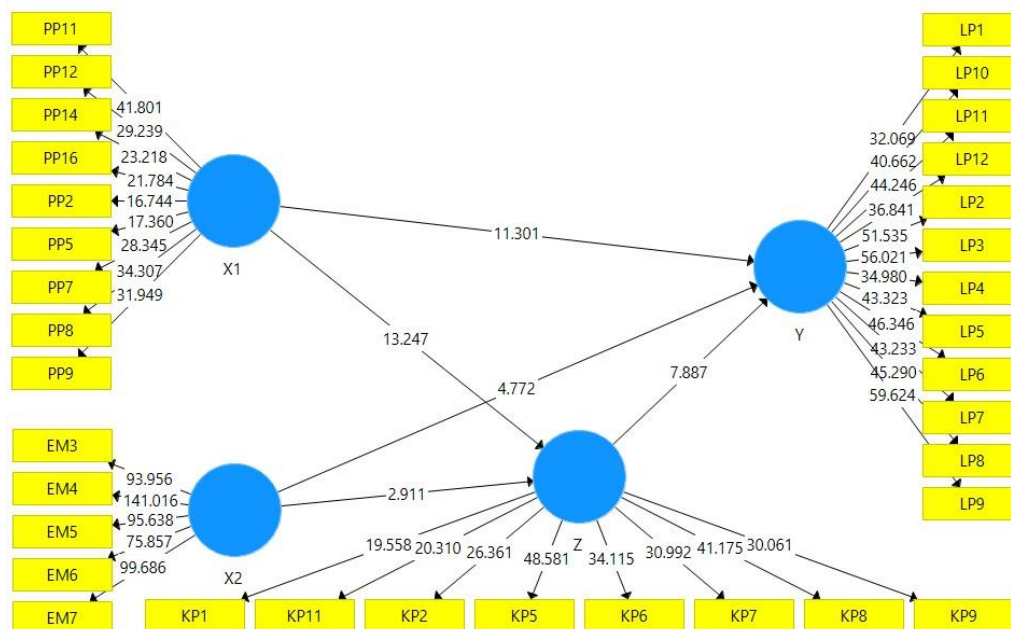 PP11
PP12
PP14
PP16
PP2
PP5
PP7
PP8
PP9
41.801
29.239
23.218
21.784
16.744
17.360
28.345
34.307
31.949
X1
11.301
13.247
4.772
7.887
2.911
Y
LP1
LP10
LP11
LP12
LP2
LP3
LP4
LP5
LP6
LP7
LP8
LP9
32.069
40.662
44.246
36.841
51.535
56.021
34.980
43.323
46.346
43.233
45.290
59.624
EM3
EM4
EM5
EM6
EM7
93.956
141.016
95.638
75.857
99.686
X2
Z
19.558
20.310
26.361
48.581
34.115
30.992
41.175
30.061
KP1
KP11
KP2
KP5
KP6
KP7
KP8
KP9